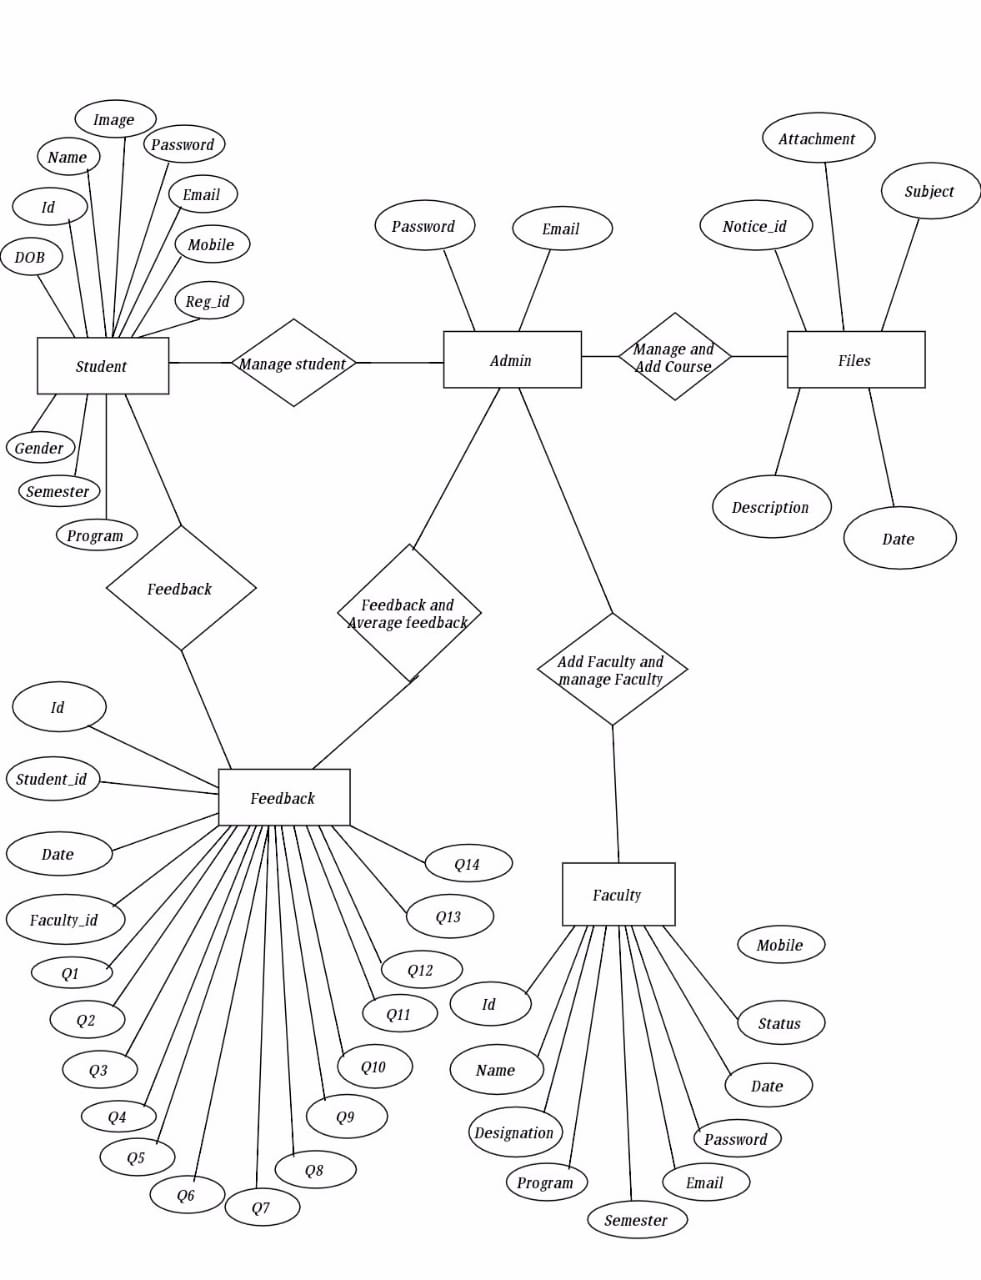 Image
Name
Password
Id
Email
DOB
Mobile
Reg_id
Student
Gender
Semester
Program
Manage student
Password
Email
Admin
Manage and
Add Course
Attachment
Subject
Notice_id
Files
Description
Date
Feedback
Feedback and
Average feedback
Add Faculty and
manage Faculty
Id
Student_id
Date
Faculty_id
Feedback
Q1
Q2
Q3
Q4
Q5
Q6
Q7
Q8
Q9
Q10
Q11
Q12
Q13
Q14
Faculty
Id
Name
Designation
Program
Semester
Email
Password
Date
Status
Mobile